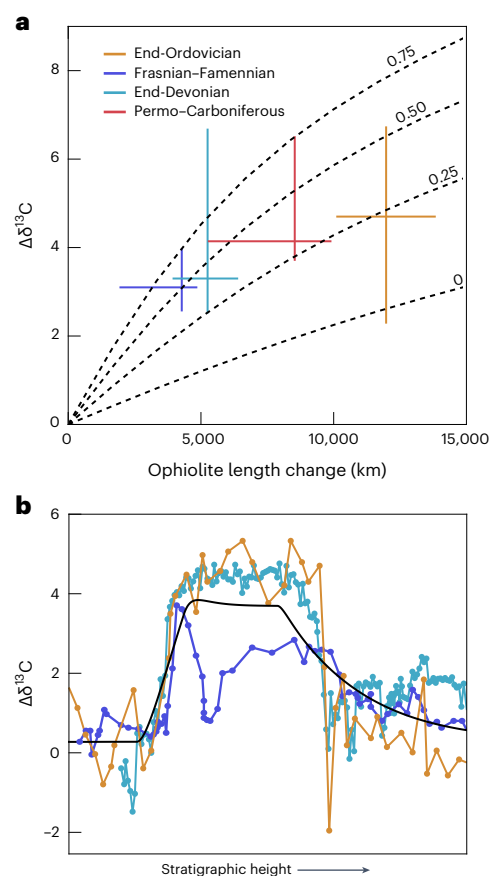 a
8
6
4
2
0
Δδ¹³C
End-Ordovician
Frasnian–Famennian
End-Devonian
Permo–Carboniferous
0.75
0.50
0.25
0
0
5,000
10,000
15,000
Ophiolite length change (km)
b
6
4
2
0
−2
Δδ¹³C
Stratigraphic height